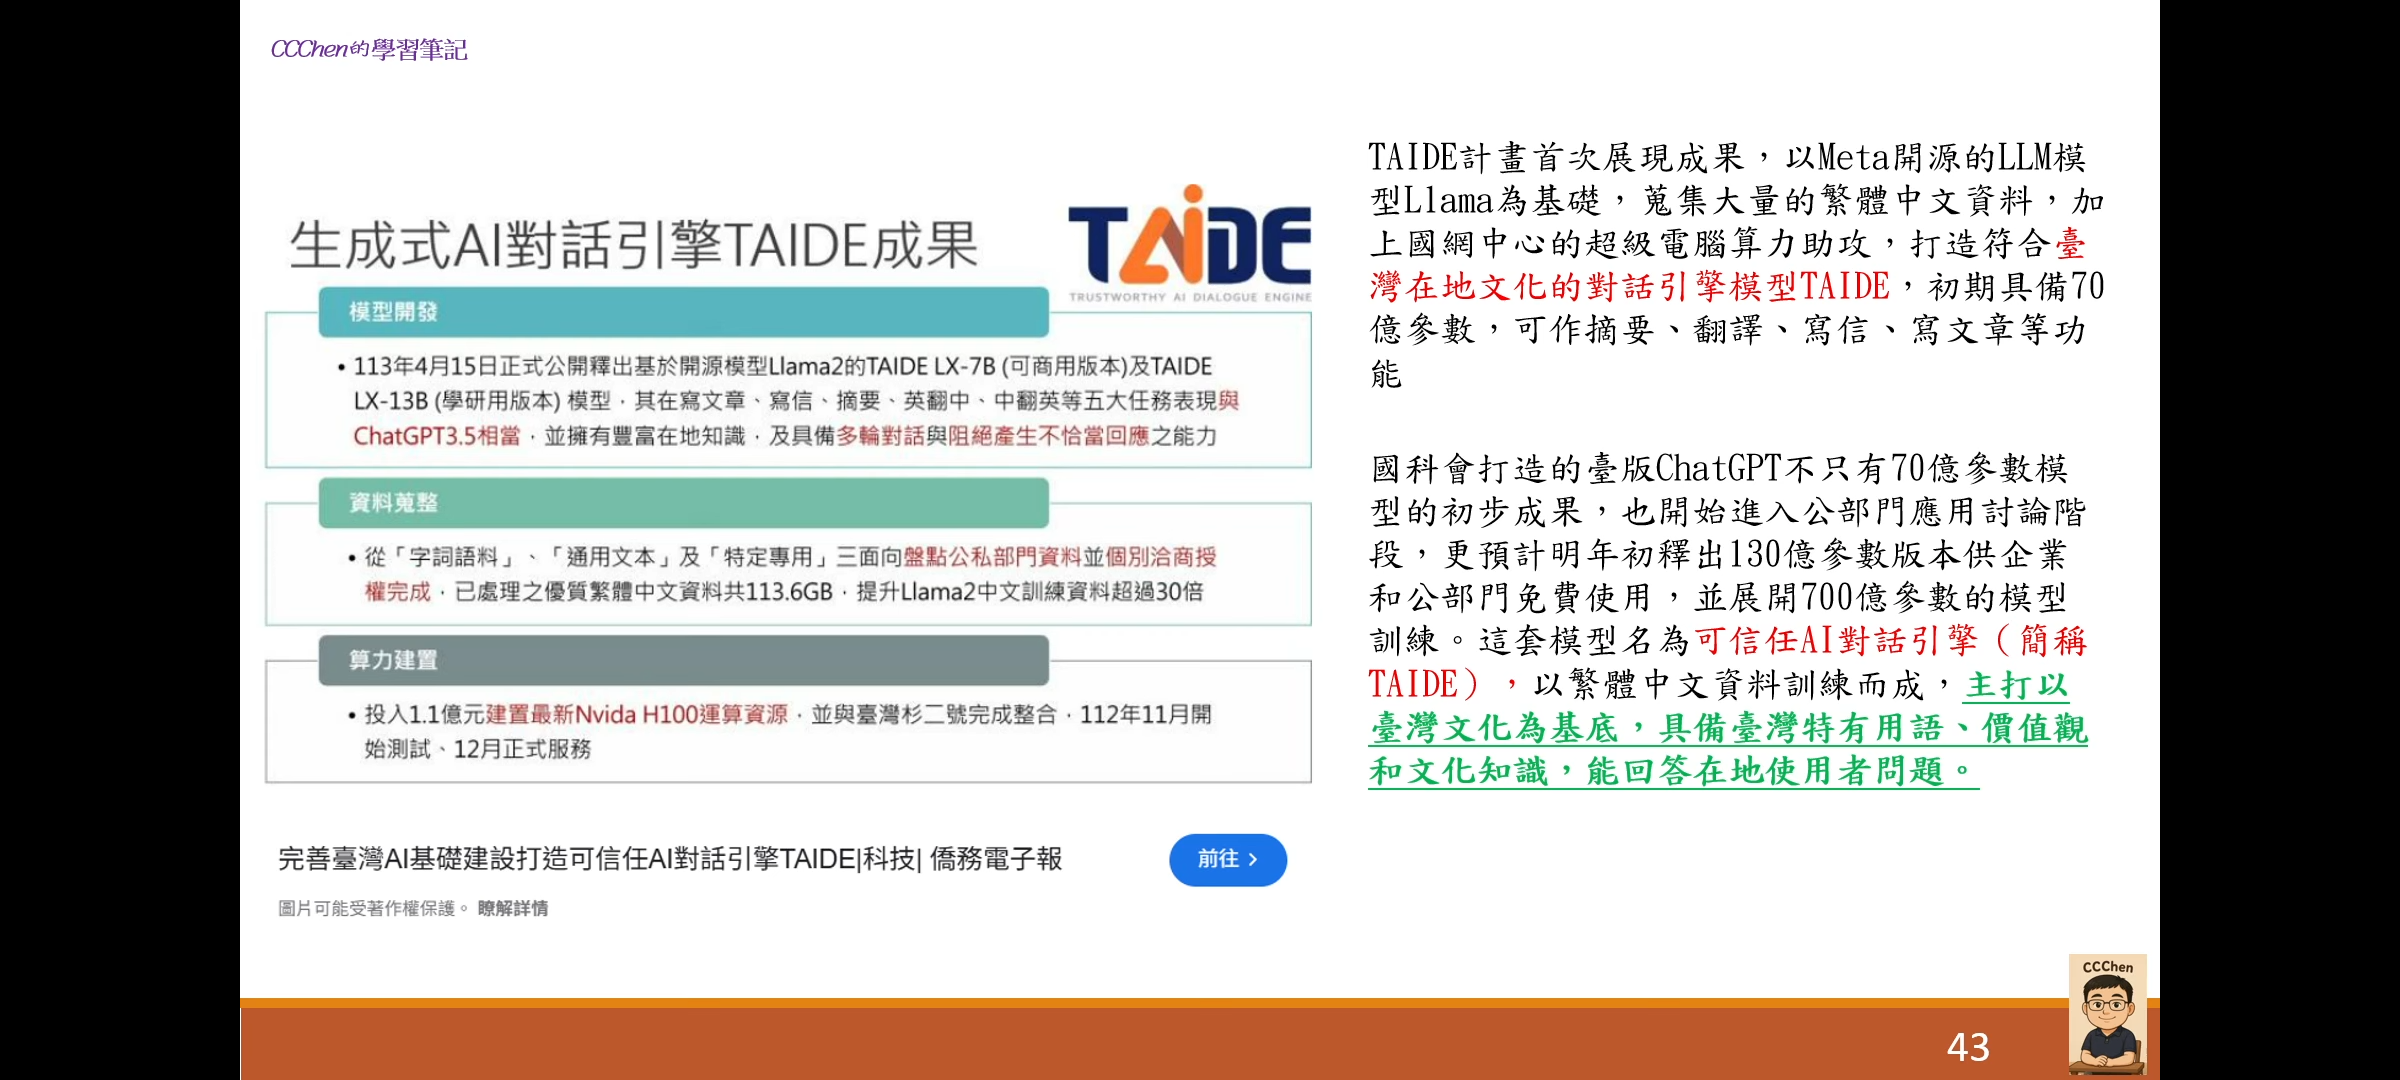 CCChen的學習筆記
生成式AI對話引擎TAIDE成果
TAIDE
TRUSTWORTHY AI DIALOGUE ENGINE
模型開發
• 113年4月15日正式公開釋出基於開源模型Llama2的TAIDE LX-7B (可商用版本)及TAIDE
LX-13B (學研用版本) 模型，其在寫文章、寫信、摘要、英翻中、中翻英等五大任務表現與
ChatGPT3.5相當，並擁有豐富在地知識，及具備多輪對話與阻絕產生不恰當回應之能力
資料蒐整
• 從「字詞語料」、「通用文本」及「特定專用」三面向盤點公私部門資料並個別洽商授
權完成，已處理之優質繁體中文資料共113.6GB，提升Llama2中文訓練資料超過30倍
算力建置
• 投入1.1億元建置最新Nvida H100運算資源，並與臺灣杉二號完成整合，112年11月開
始測試、12月正式服務
完善臺灣AI基礎建設打造可信任AI對話引擎TAIDE|科技| 僑務電子報
前往 ›
圖片可能受著作權保護。 瞭解詳情
TAIDE計畫首次展現成果，以Meta開源的LLM模
型Llama為基礎，蒐集大量的繁體中文資料，加
上國網中心的超級電腦算力助攻，打造符合臺
灣在地文化的對話引擎模型TAIDE，初期具備70
億參數，可作摘要、翻譯、寫信、寫文章等功
能
國科會打造的臺版ChatGPT不只有70億參數模
型的初步成果，也開始進入公部門應用討論階
段，更預計明年初釋出130億參數版本供企業
和公部門免費使用，並展開700億參數的模型
訓練。這套模型名為可信任AI對話引擎（簡稱
TAIDE），以繁體中文資料訓練而成，主打以
臺灣文化為基底，具備臺灣特有用語、價值觀
和文化知識，能回答在地使用者問題。
CCChen
43